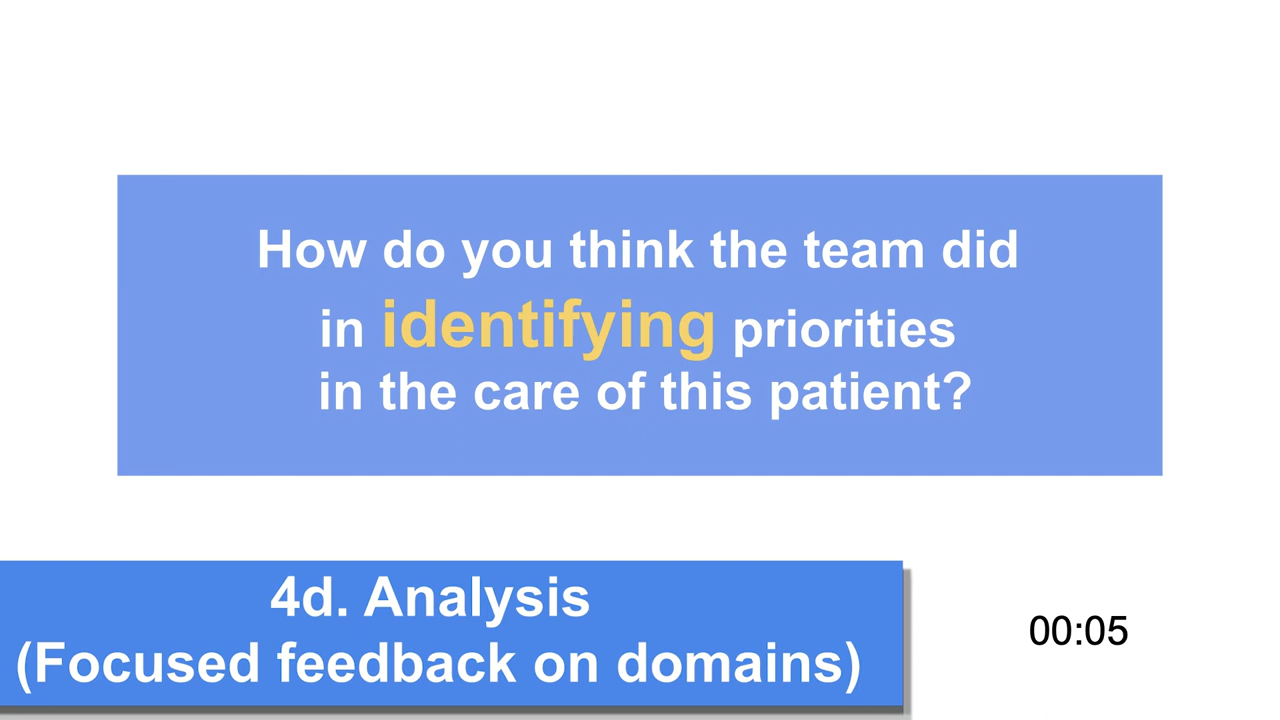 How do you think the team did
in identifying priorities
in the care of this patient?
4d. Analysis
(Focused feedback on domains)
00:05